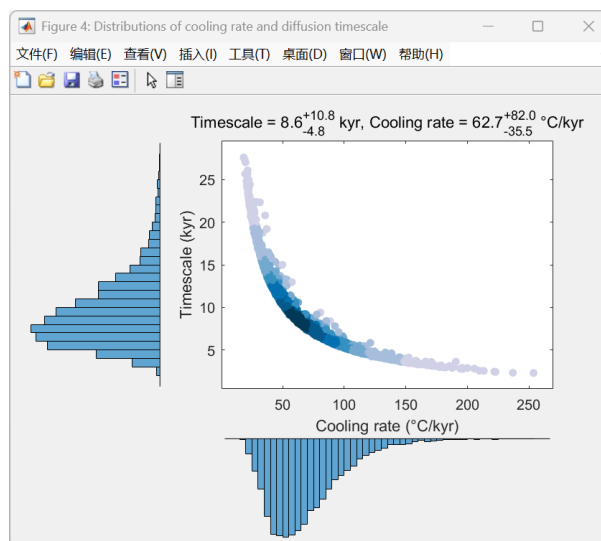 Figure 4: Distributions of cooling rate and diffusion timescale
文件(F) 编辑(E) 查看(V) 插入(I) 工具(T) 桌面(D) 窗口(W) 帮助(H)
Timescale = 8.6+10.8-4.8 kyr, Cooling rate = 62.7+82.0-35.5 °C/kyr
Timescale (kyr)
25
20
15
10
5
50 100 150 200 250
Cooling rate (°C/kyr)